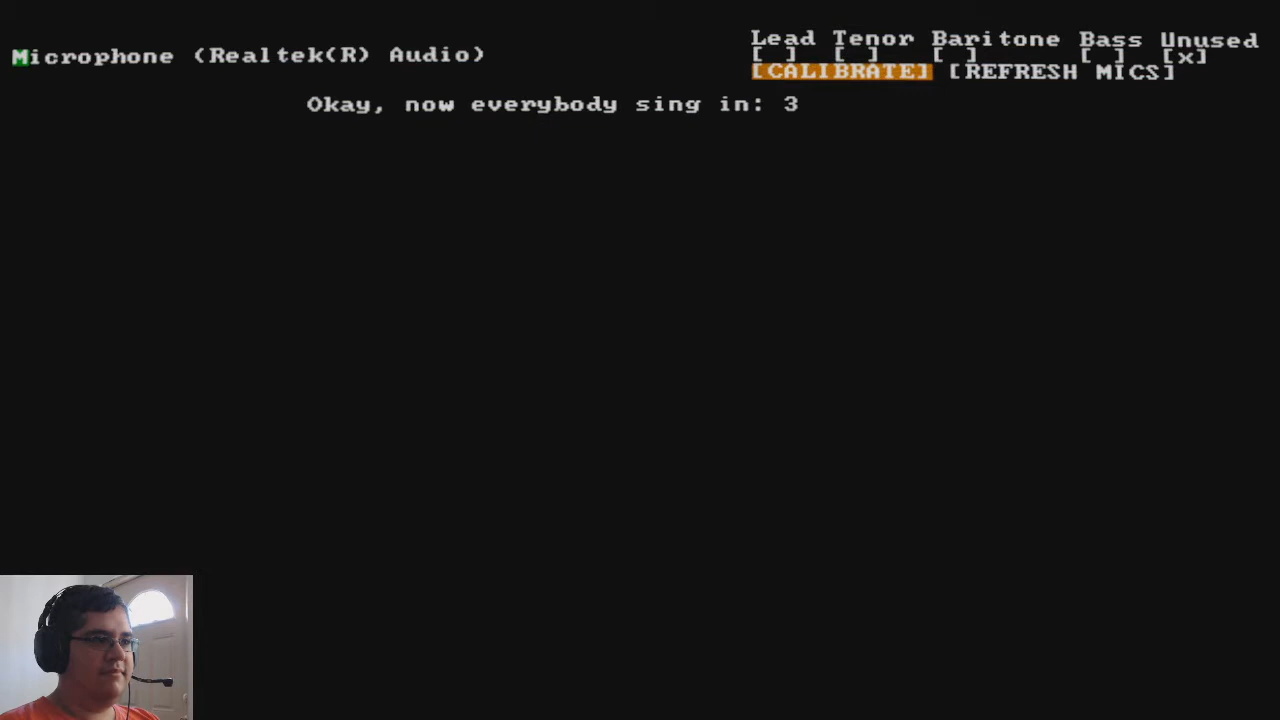 Lead Tenor Baritone Bass Unused
Microphone (Realtek(R) Audio) [ ] [ ] [ ] [ ] [x]
[CALIBRATE] [REFRESH MICS]
Okay, now everybody sing in: 3